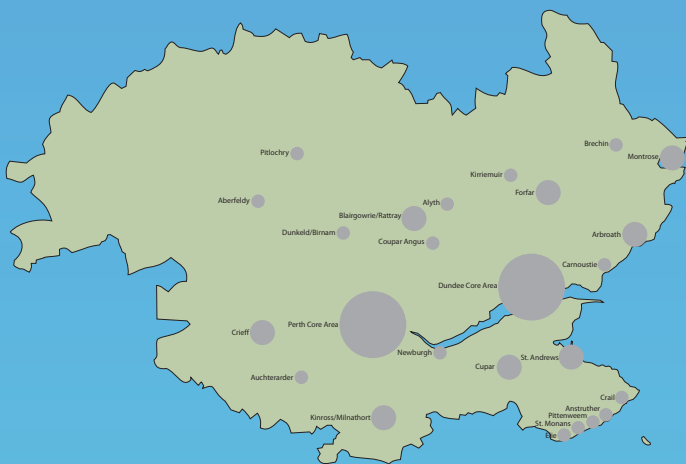 Brechin
Pitlochry
Montrose
Kirriemuir
Forfar
Aberfeldy
Alyth
Blairgowrie/Rattray
Dunkeld/Birnam
Arbroath
Coupar Angus
Carnoustie
Dundee Core Area
Perth Core Area
Crieff
Newburgh
St. Andrews
Cupar
Auchterarder
Crail
Anstruther
Kinross/Milnathort
Pittenweem
St. Monans
Elie